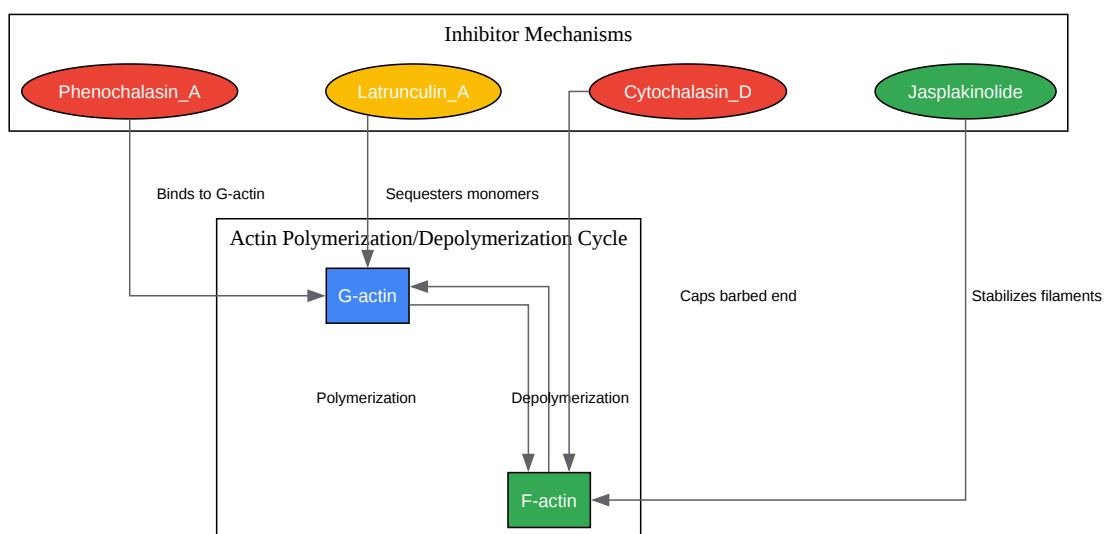 Inhibitor Mechanisms
Phenochalasin_A
Latrunculin_A
Cytochalasin_D
Jasplakinolide
Binds to G-actin
Sequesters monomers
Actin Polymerization/Depolymerization Cycle
G-actin
Caps barbed end
Stabilizes filaments
Polymerization
Depolymerization
F-actin